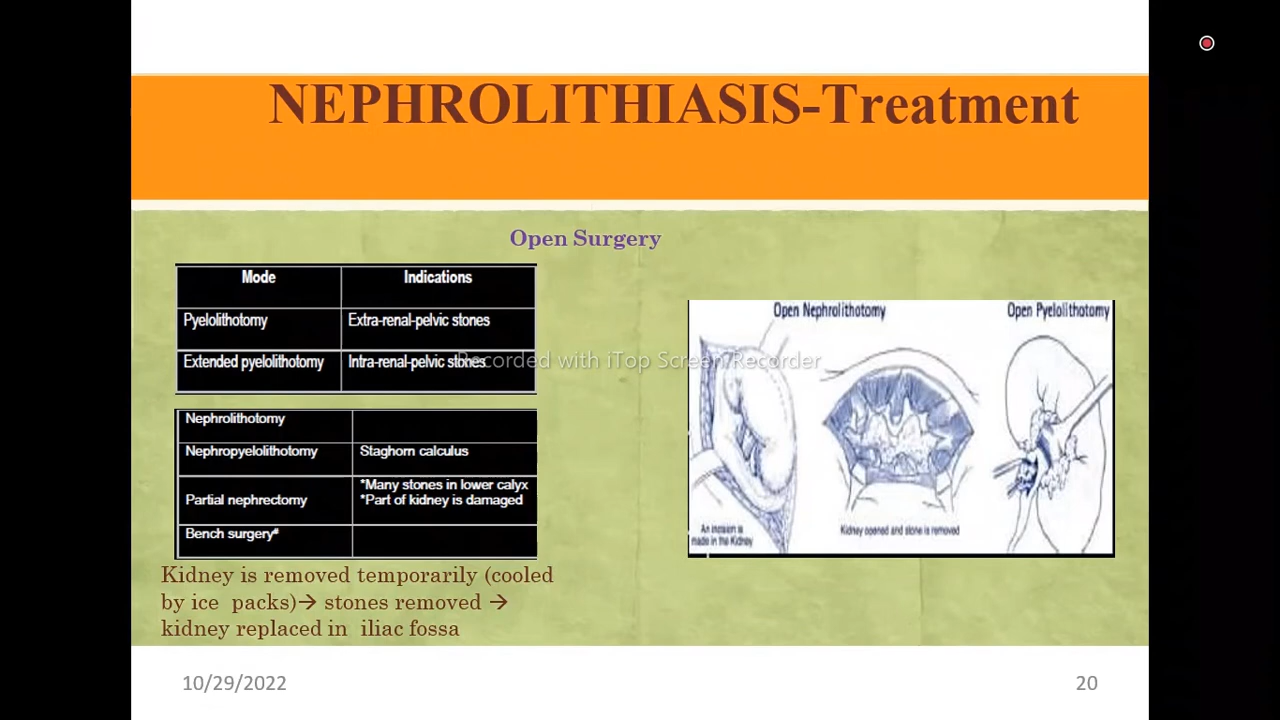 NEPHROLITHIASIS-Treatment
Open Surgery
Mode Indications
Pyelolithotomy Extra-renal-pelvic stones
Extended pyelolithotomy Intra-renal-pelvic stones
Recorded with iTop Screen Recorder
Nephrolithotomy
Nephropyelolithotomy Staghorn calculus
Partial nephrectomy *Many stones in lower calyx
*Part of kidney is damaged
Bench surgery#
Kidney is removed temporarily (cooled
by ice packs)→ stones removed →
kidney replaced in iliac fossa
Open Nephrolithotomy Open Pyelolithotomy
An incision is
made in the Kidney
Kidney opened and stone is removed
10/29/2022 20